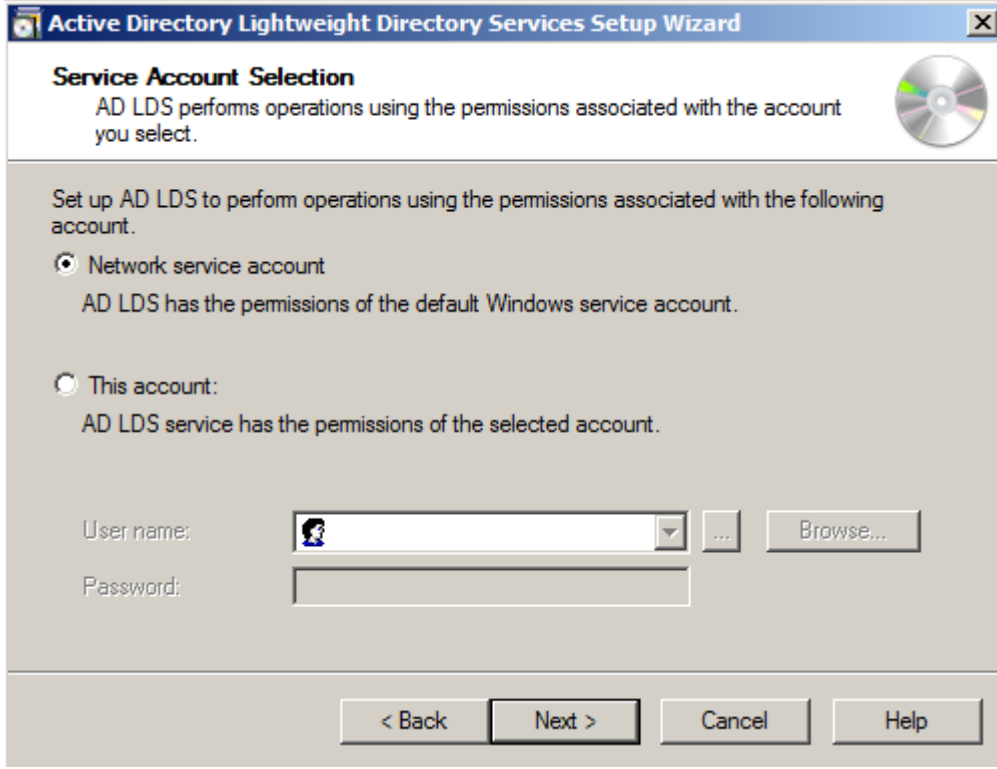 Active Directory Lightweight Directory Services Setup Wizard
Service Account Selection
AD LDS performs operations using the permissions associated with the account
you select.
Set up AD LDS to perform operations using the permissions associated with the following
account.
Network service account
AD LDS has the permissions of the default Windows service account.
This account:
AD LDS service has the permissions of the selected account.
User name:
... Browse...
Password:
< Back Next > Cancel Help